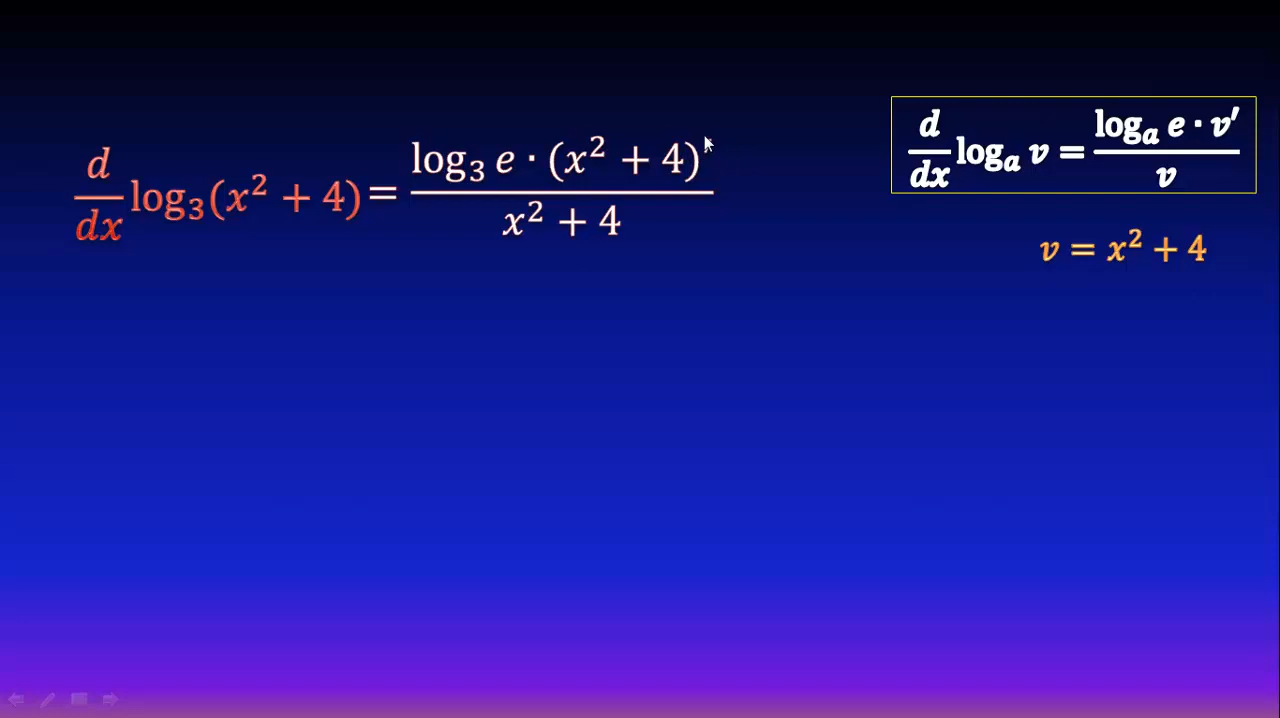 d/dx log₃(x² + 4) = log₃ e · (x² + 4)' / x² + 4
d/dx logₐ v = logₐ e · v′ / v
v = x² + 4